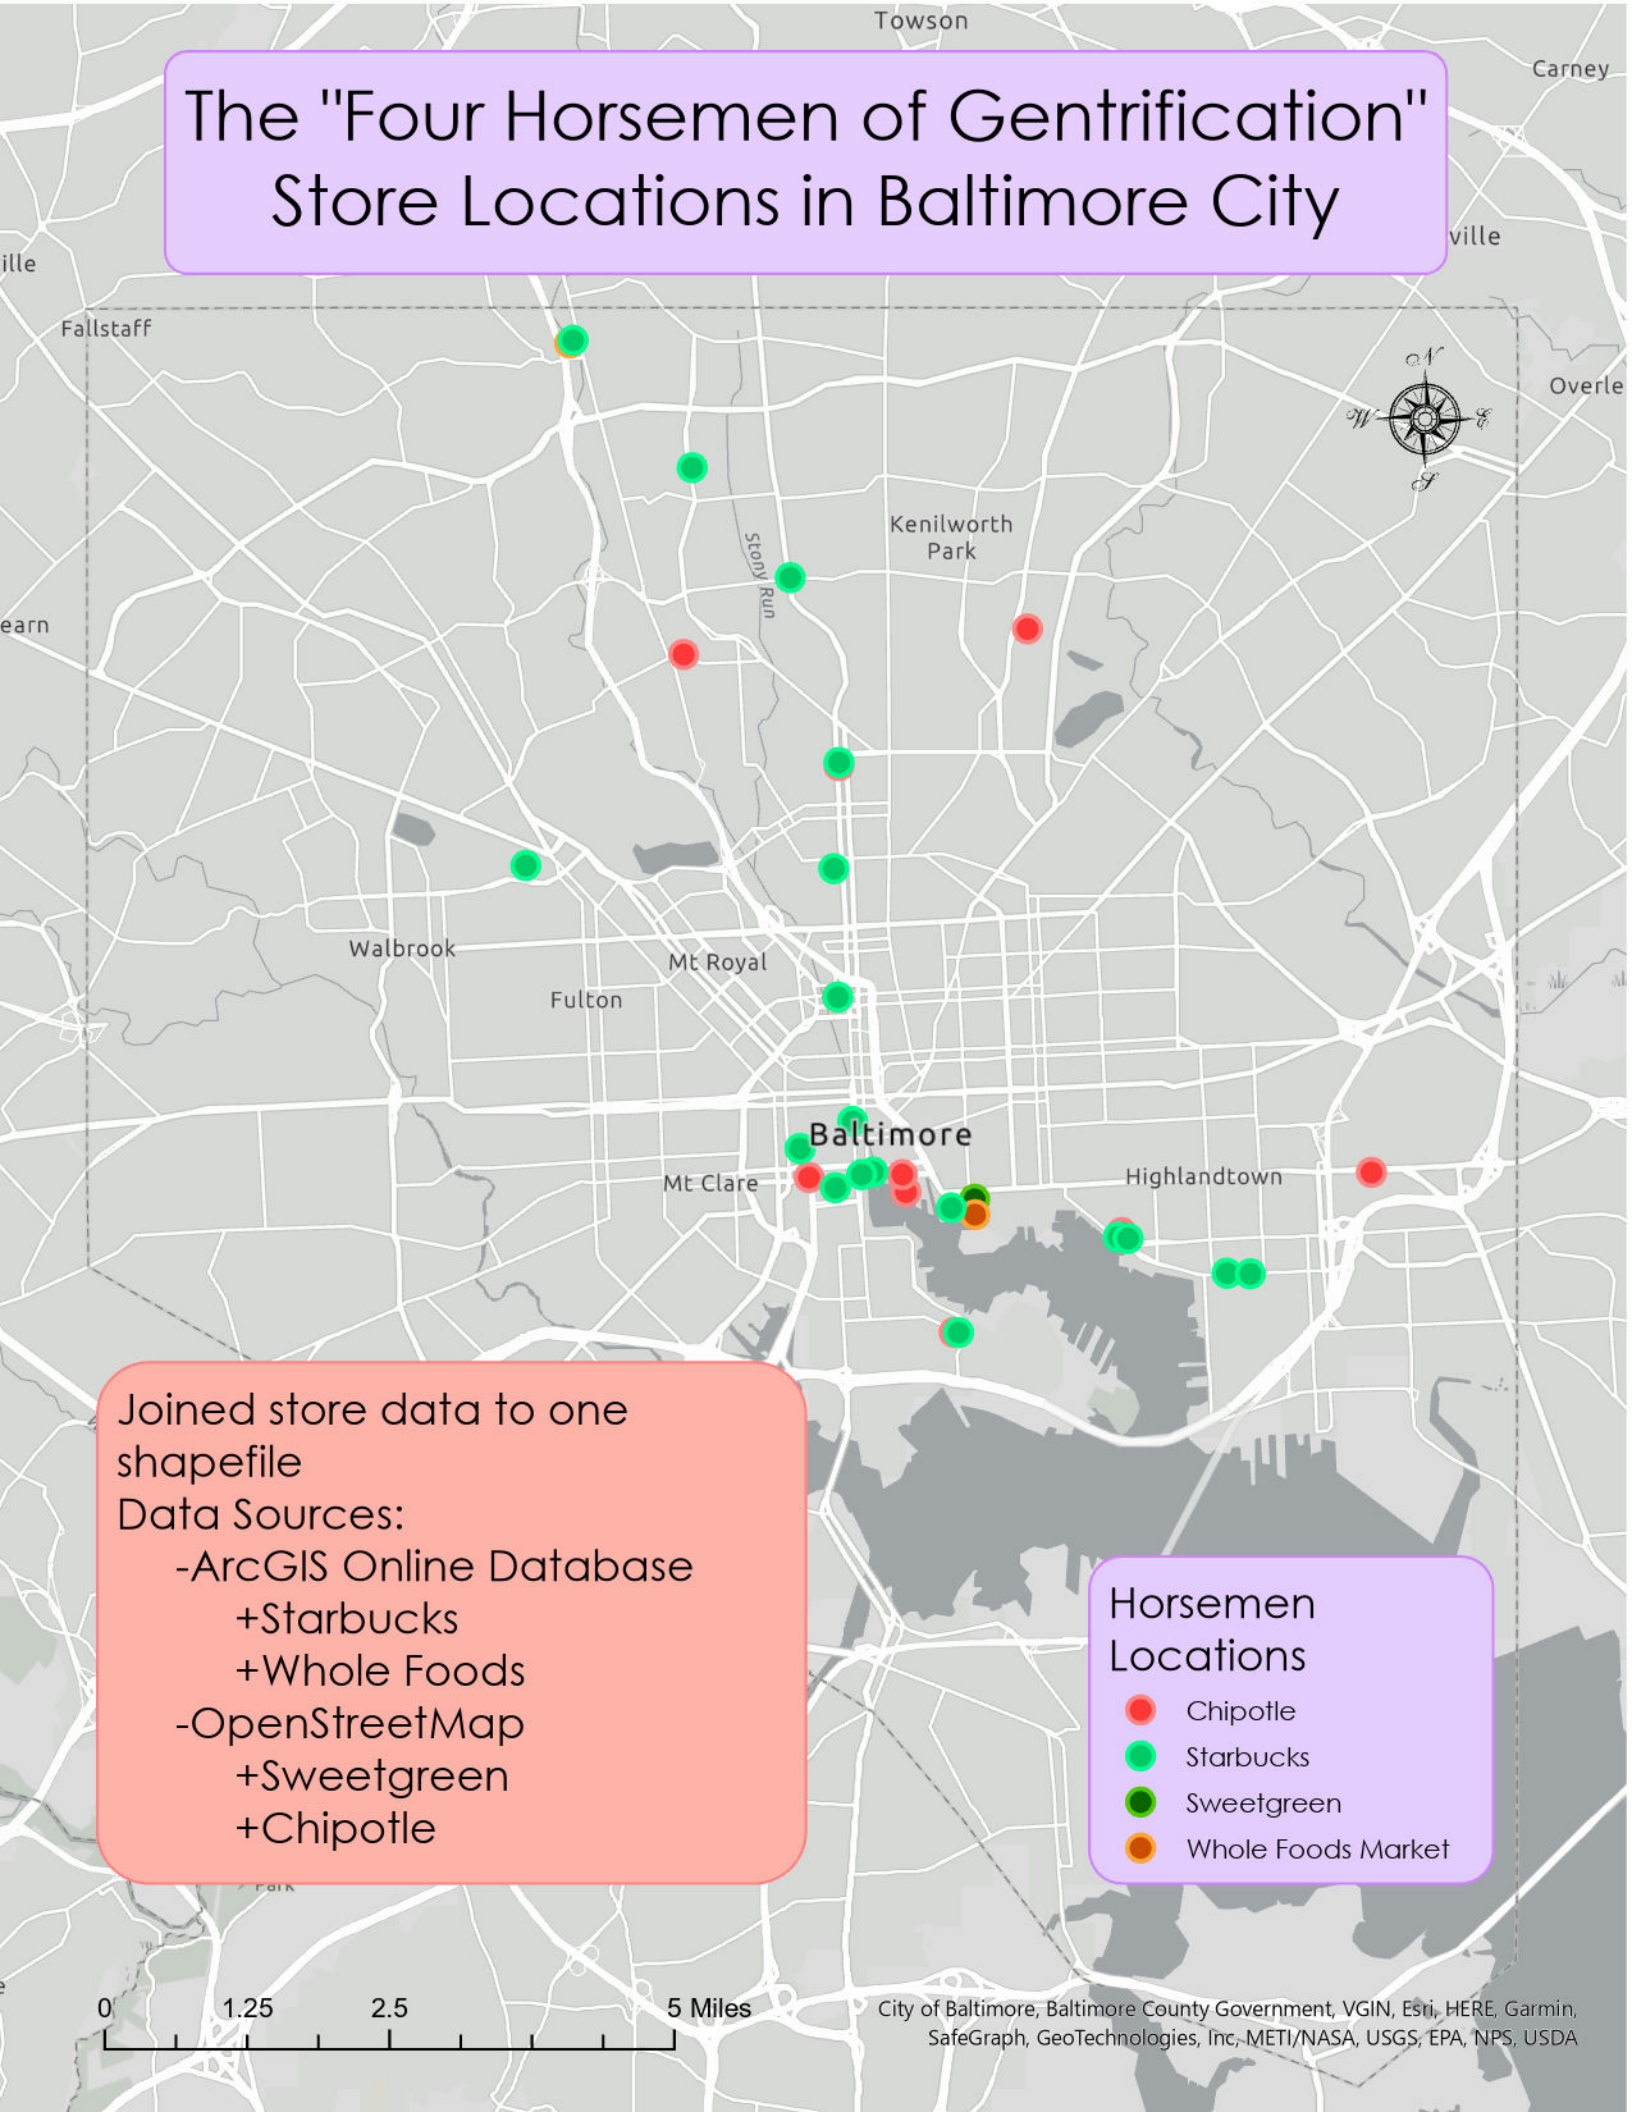 Towson
Carney
The "Four Horsemen of Gentrification"
Store Locations in Baltimore City
ville
ille
Fallstaff
N
W
E
S
Overle
Kenilworth
Park
Stony Run
earn
Walbrook
Mt Royal
Fulton
Baltimore
Mt Clare
Highlandtown
Joined store data to one
shapefile
Data Sources:
-ArcGIS Online Database
+Starbucks
+Whole Foods
-OpenStreetMap
+Sweetgreen
+Chipotle
Horsemen
Locations
Chipotle
Starbucks
Sweetgreen
Whole Foods Market
Park
e
0 1.25 2.5 5 Miles
City of Baltimore, Baltimore County Government, VGIN, Esri, HERE, Garmin,
SafeGraph, GeoTechnologies, Inc, METI/NASA, USGS, EPA, NPS, USDA